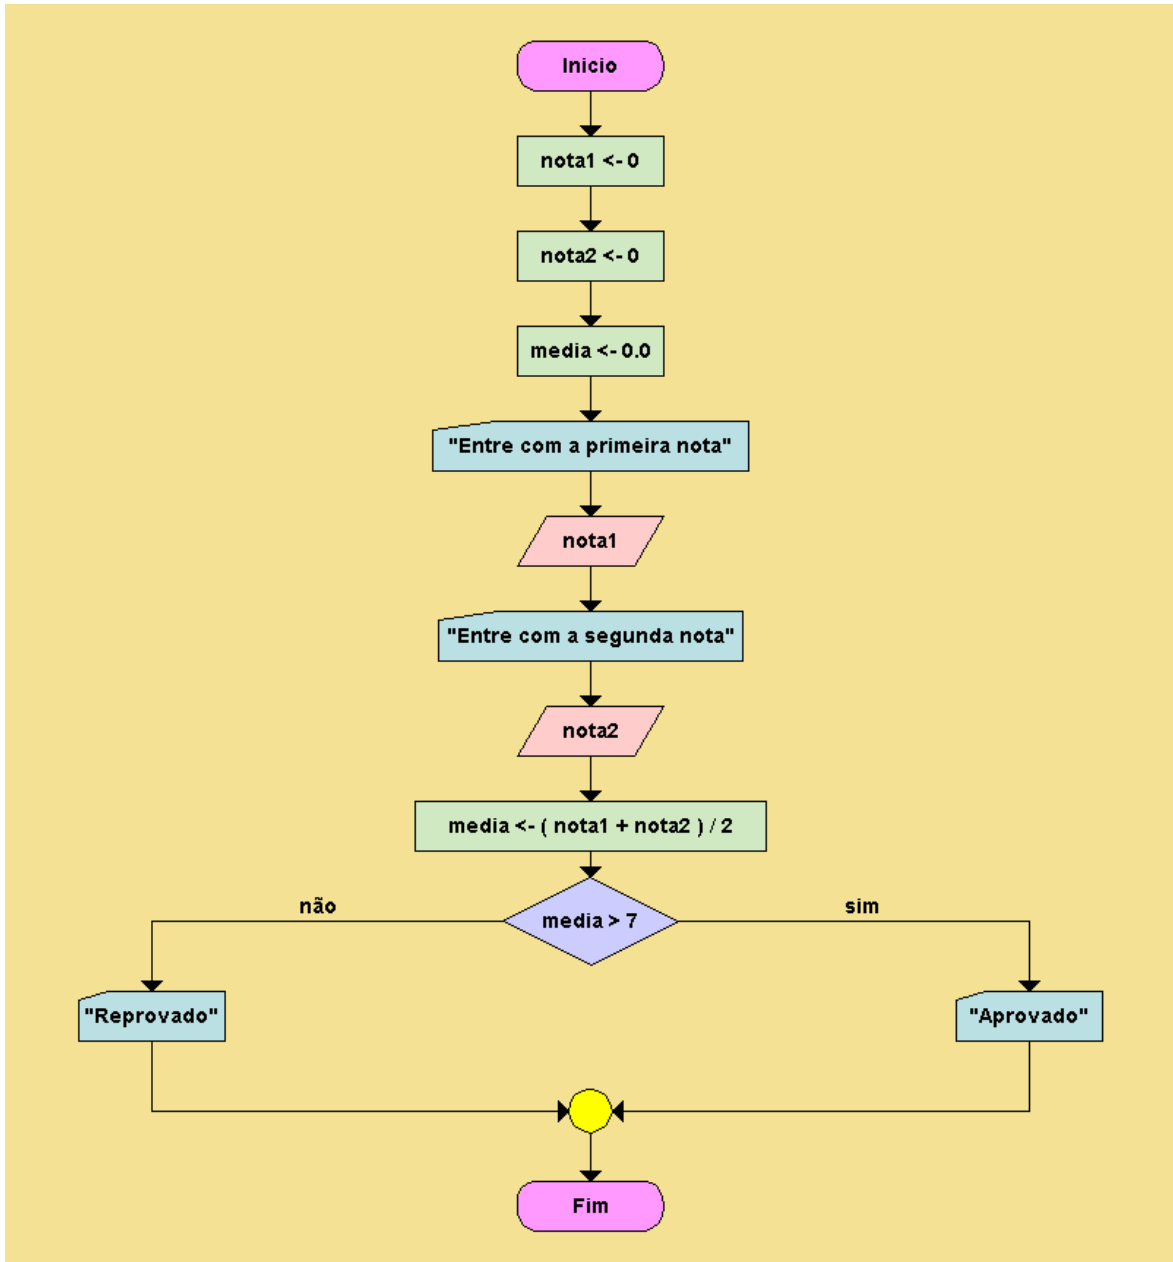 Inicio
nota1 <- 0
nota2 <- 0
media <- 0.0
"Entre com a primeira nota"
nota1
"Entre com a segunda nota"
nota2
media <- ( nota1 + nota2 ) / 2
media > 7
não
sim
"Reprovado"
"Aprovado"
Fim